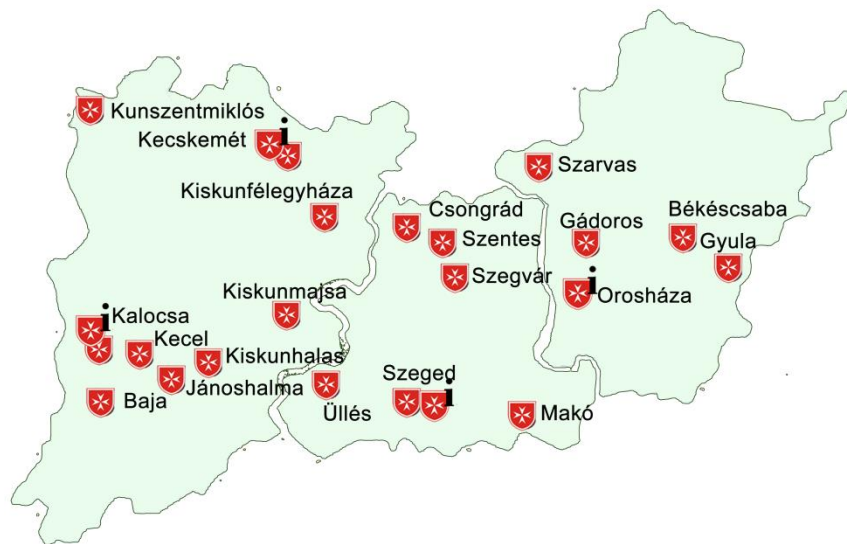 Kunszentmiklós
Kecskemét
i
Kiskunfélegyháza
Kiskunmajsa
i
Kalocsa
Kecel
Kiskunhalas
Jánoshalma
Baja
Csongrád
Szentes
Szegvár
Szeged
i
Üllés
Makó
Szarvas
Gádoros
Békéscsaba
Gyula
i
Orosháza